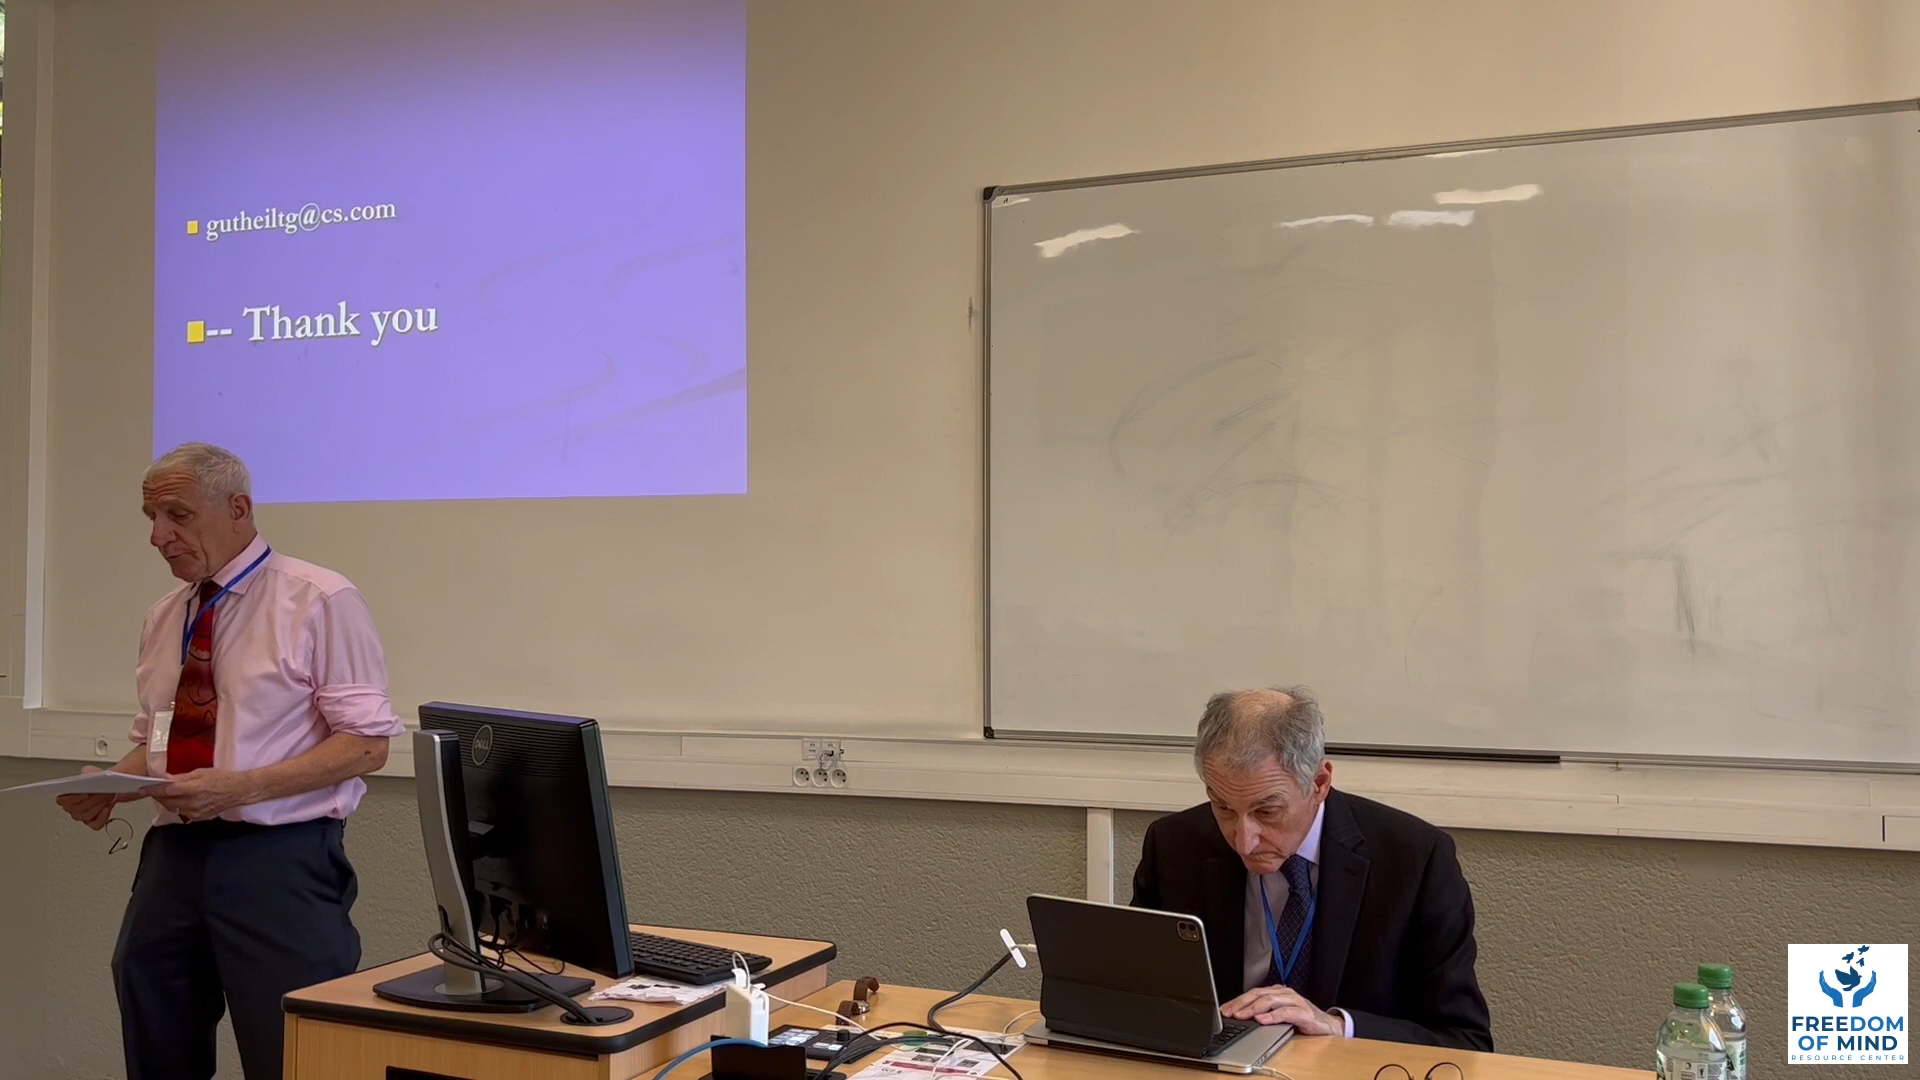 gutheiltg@cs.com
-- Thank you
DELL
FREEDOM
OF MIND
RESOURCE CENTER